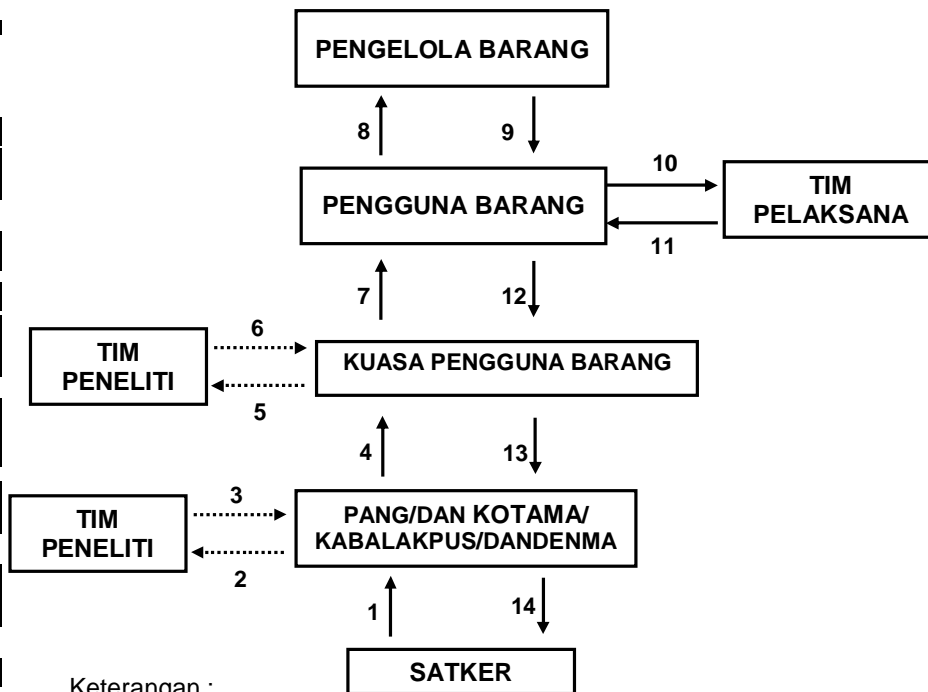 PENGELOLA BARANG
8
9
PENGGUNA BARANG
10
TIM
PELAKSANA
11
7
12
TIM
PENELITI
6
5
KUASA PENGGUNA BARANG
4
13
TIM
PENELITI
3
2
PANG/DAN KOTAMA/
KABALAKPUS/DANDENMA
1
14
SATKER
Keterangan :